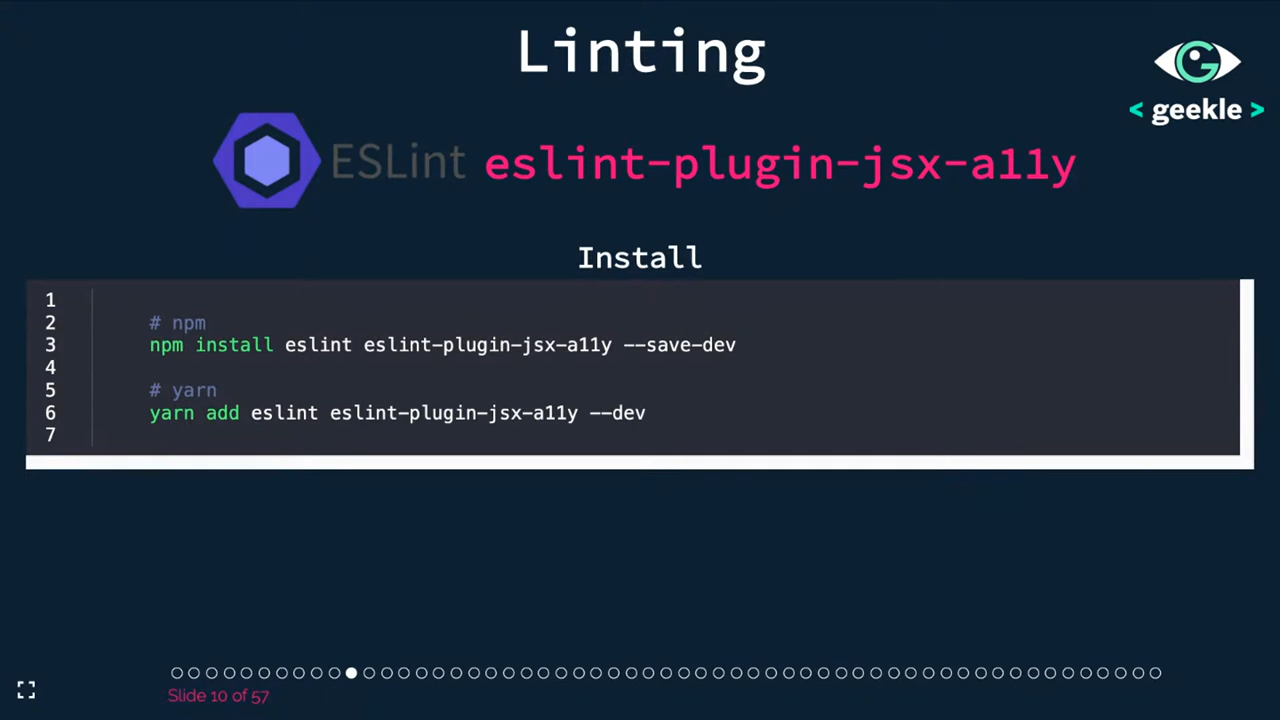 Linting
< geekle >
ESLint eslint-plugin-jsx-a11y
Install
1
2 # npm
3 npm install eslint eslint-plugin-jsx-a11y --save-dev
4
5 # yarn
6 yarn add eslint eslint-plugin-jsx-a11y --dev
7
Slide 10 of 57